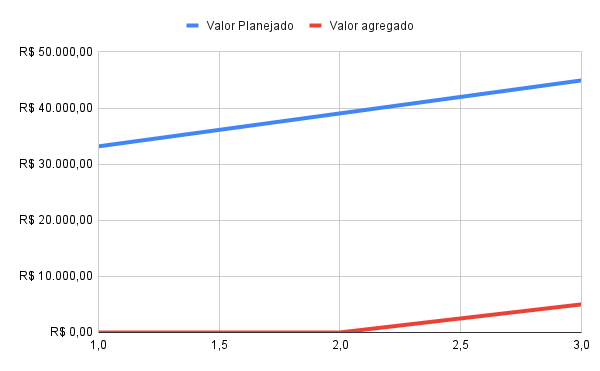 Valor Planejado Valor agregado
R$ 50.000,00
R$ 40.000,00
R$ 30.000,00
R$ 20.000,00
R$ 10.000,00
R$ 0,00
1,0 1,5 2,0 2,5 3,0